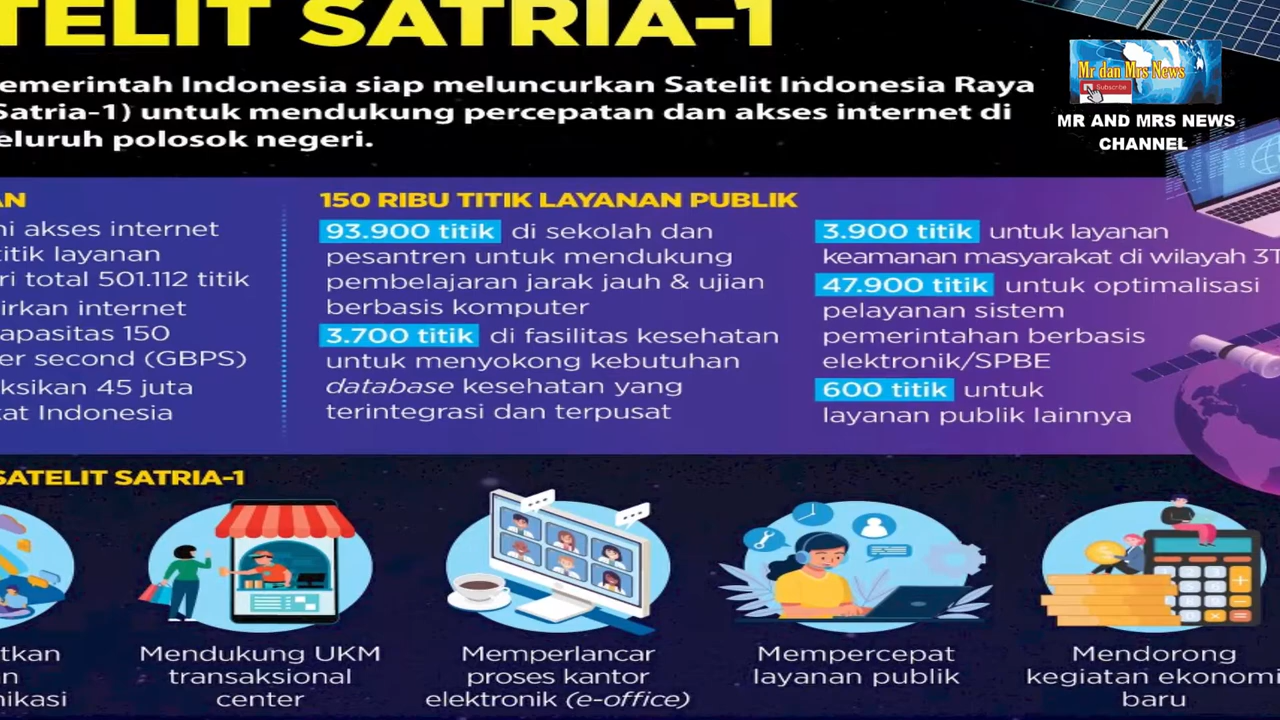 TELIT SATRIA-1
emerintah Indonesia siap meluncurkan Satelit Indonesia Raya
Satria-1) untuk mendukung percepatan dan akses internet di
eluruh polosok negeri.
Mr dan Mrs News
Subscribe
MR AND MRS NEWS
CHANNEL
AN
ni akses internet
titik layanan
ri total 501.112 titik
irkan internet
apasitas 150
er second (GBPS)
ksikan 45 juta
kat Indonesia
150 RIBU TITIK LAYANAN PUBLIK
93.900 titik di sekolah dan
pesantren untuk mendukung
pembelajaran jarak jauh & ujian
berbasis komputer
3.700 titik di fasilitas kesehatan
untuk menyokong kebutuhan
database kesehatan yang
terintegrasi dan terpusat
3.900 titik untuk layanan
keamanan masyarakat di wilayah 3T
47.900 titik untuk optimalisasi
pelayanan sistem
pemerintahan berbasis
elektronik/SPBE
600 titik untuk
layanan publik lainnya
SATELIT SATRIA-1
tkan
an
nikasi
Mendukung UKM
transaksional
center
Memperlancar
proses kantor
elektronik (e-office)
Mempercepat
layanan publik
Mendorong
kegiatan ekonomi
baru